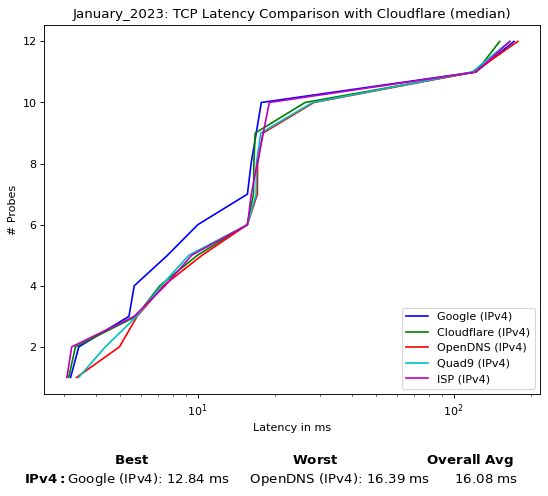 January_2023: TCP Latency Comparison with Cloudflare (median)
12
10
8
6
4
2
# Probes
Google (IPv4)
Cloudflare (IPv4)
OpenDNS (IPv4)
Quad9 (IPv4)
ISP (IPv4)
10¹ 10²
Latency in ms
Best Worst Overall Avg
IPv4: Google (IPv4): 12.84 ms OpenDNS (IPv4): 16.39 ms 16.08 ms